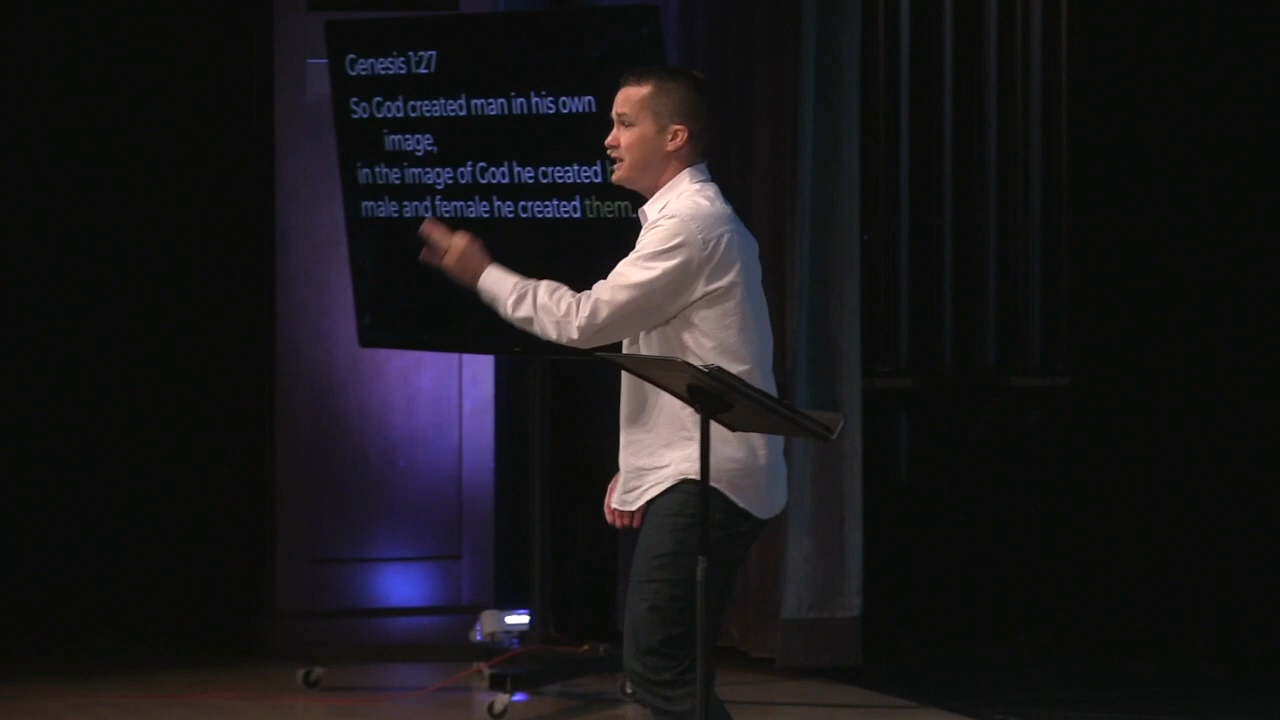 Genesis 1:27
So God created man in his own
image,
in the image of God he created
male and female he created them.